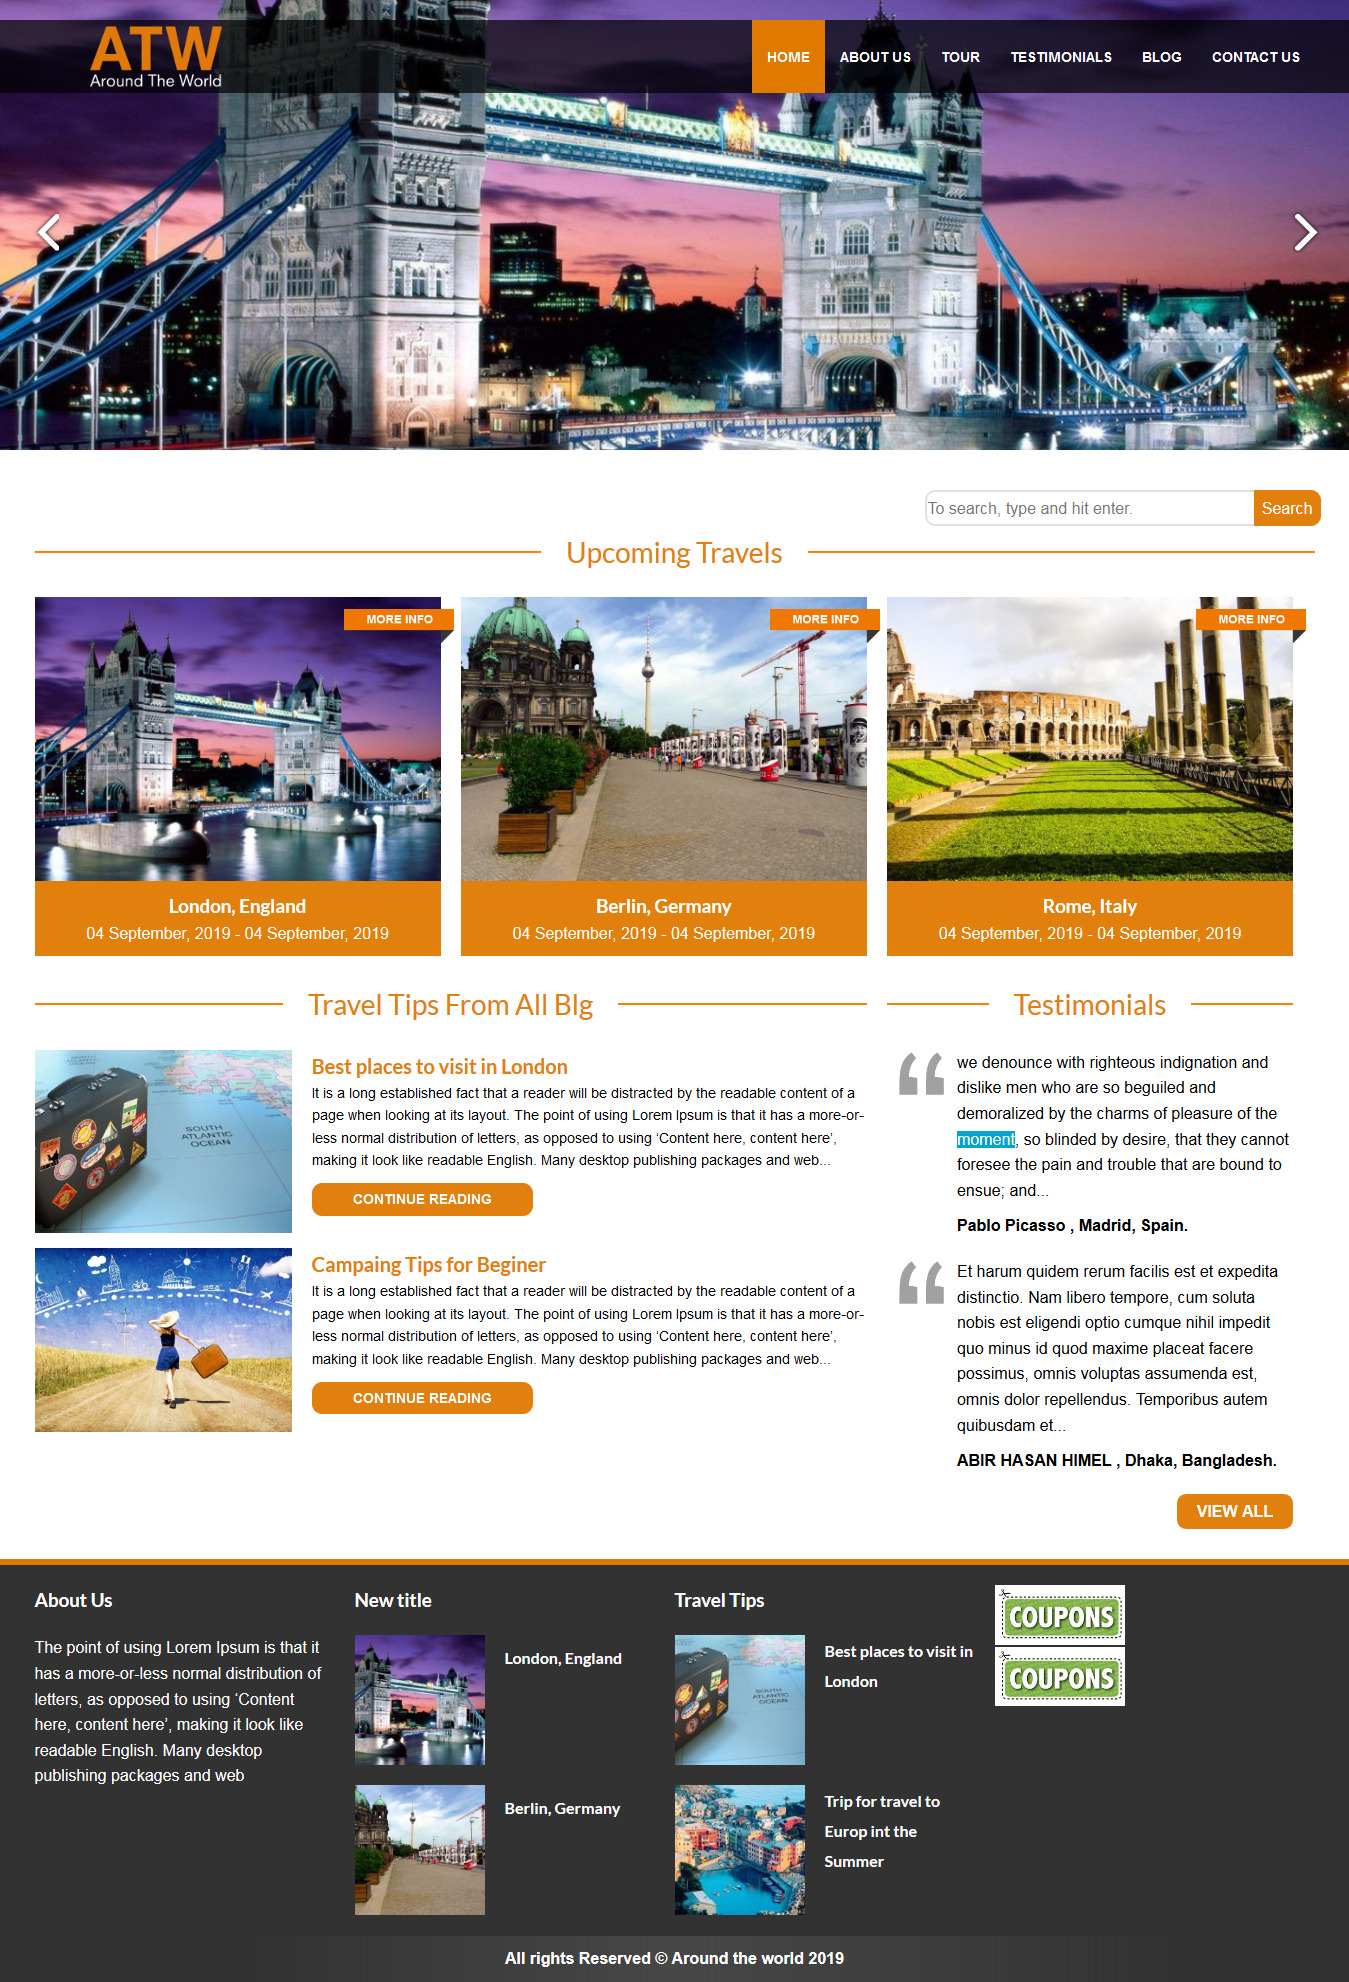 ATW
Around The World
HOME ABOUT US TOUR TESTIMONIALS BLOG CONTACT US
To search, type and hit enter. Search
Upcoming Travels
MORE INFO
MORE INFO
MORE INFO
London, England
04 September, 2019 - 04 September, 2019
Berlin, Germany
04 September, 2019 - 04 September, 2019
Rome, Italy
04 September, 2019 - 04 September, 2019
Travel Tips From All Blg
SOUTH
ATLANTIC
OCEAN
Best places to visit in London
It is a long established fact that a reader will be distracted by the readable content of a
page when looking at its layout. The point of using Lorem Ipsum is that it has a more-or-
less normal distribution of letters, as opposed to using ‘Content here, content here’,
making it look like readable English. Many desktop publishing packages and web...
CONTINUE READING
Campaing Tips for Beginer
It is a long established fact that a reader will be distracted by the readable content of a
page when looking at its layout. The point of using Lorem Ipsum is that it has a more-or-
less normal distribution of letters, as opposed to using ‘Content here, content here’,
making it look like readable English. Many desktop publishing packages and web...
CONTINUE READING
Testimonials
“
we denounce with righteous indignation and
dislike men who are so beguiled and
demoralized by the charms of pleasure of the
moment, so blinded by desire, that they cannot
foresee the pain and trouble that are bound to
ensue; and...
Pablo Picasso , Madrid, Spain.
“
Et harum quidem rerum facilis est et expedita
distinctio. Nam libero tempore, cum soluta
nobis est eligendi optio cumque nihil impedit
quo minus id quod maxime placeat facere
possimus, omnis voluptas assumenda est,
omnis dolor repellendus. Temporibus autem
quibusdam et...
ABIR HASAN HIMEL , Dhaka, Bangladesh.
VIEW ALL
About Us
The point of using Lorem Ipsum is that it
has a more-or-less normal distribution of
letters, as opposed to using ‘Content
here, content here’, making it look like
readable English. Many desktop
publishing packages and web
New title
London, England
Berlin, Germany
Travel Tips
SOUTH
ATLANTIC
OCEAN
Best places to visit in
London
Trip for travel to
Europ int the
Summer
COUPONS
COUPONS
All rights Reserved © Around the world 2019